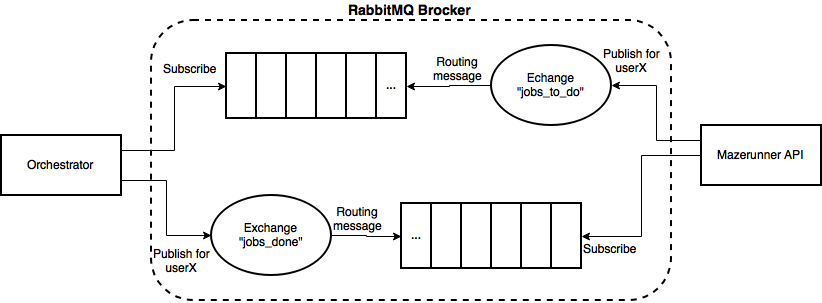 RabbitMQ Brocker
Subscribe
...
Routing
message
Echange
"jobs_to_do"
Publish for
userX
Orchestrator
Mazerunner API
Publish for
userX
Exchange
"jobs_done"
Routing
message
...
Subscribe